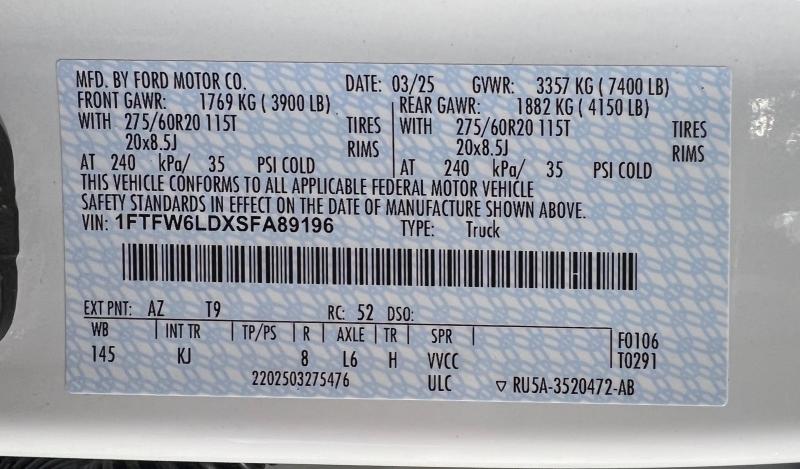 MFD. BY FORD MOTOR CO. DATE: 03/25 GVWR: 3357 KG ( 7400 LB)
FRONT GAWR: 1769 KG ( 3900 LB) REAR GAWR: 1882 KG ( 4150 LB)
WITH 275/60R20 115T TIRES WITH 275/60R20 115T TIRES
20x8.5J RIMS 20x8.5J RIMS
AT 240 kPa/ 35 PSI COLD AT 240 kPa/ 35 PSI COLD
THIS VEHICLE CONFORMS TO ALL APPLICABLE FEDERAL MOTOR VEHICLE
SAFETY STANDARDS IN EFFECT ON THE DATE OF MANUFACTURE SHOWN ABOVE.
VIN: 1FTFW6LDXSFA89196 TYPE: Truck
EXT PNT: AZ T9 RC: 52 DSO:
WB INT TR TP/PS R AXLE TR SPR F0106
145 KJ 8 L6 H VVCC T0291
2202503275476 ULC ▽ RU5A-3520472-AB